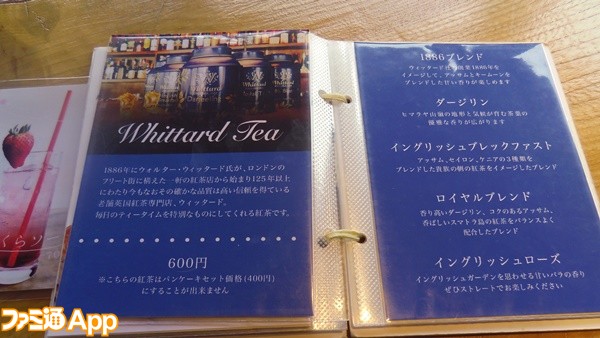 Whittard Tea
1886年にウォルター・ウィッタード氏が、ロンドンの
フリート街に構えた一軒の紅茶店から始まり125年以上
にわたり今もなおその確かな品質は高い信頼を得ている
老舗英国紅茶専門店、ウィッタード。
毎日のティータイムを特別なものにしてくれる紅茶です。
600円
※こちらの紅茶はパンケーキセット価格(400円)
にすることが出来ません
1886ブレンド
イメージして、アッサムとキームーンを
ブレンドした甘い香りが楽しめます
ダージリン
ヒマラヤ山嶺の地形と気候が育む茶葉の
優雅な香りが広がります
イングリッシュブレックファスト
アッサム、セイロン、ケニアの3種類を
ブレンドした貴族の朝の紅茶をイメージしたブレンド
ロイヤルブレンド
香り高いダージリン、コクのあるアッサム、
香ばしいスマトラ島の紅茶をバランスよく
配合したブレンド
イングリッシュローズ
イングリッシュガーデンを思わせる甘いバラの香り
ぜひストレートでお楽しみください
ファミ通App